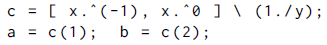 c = [ x.^(-1), x.^0 ] \ (1./y);
a = c(1);  b = c(2);